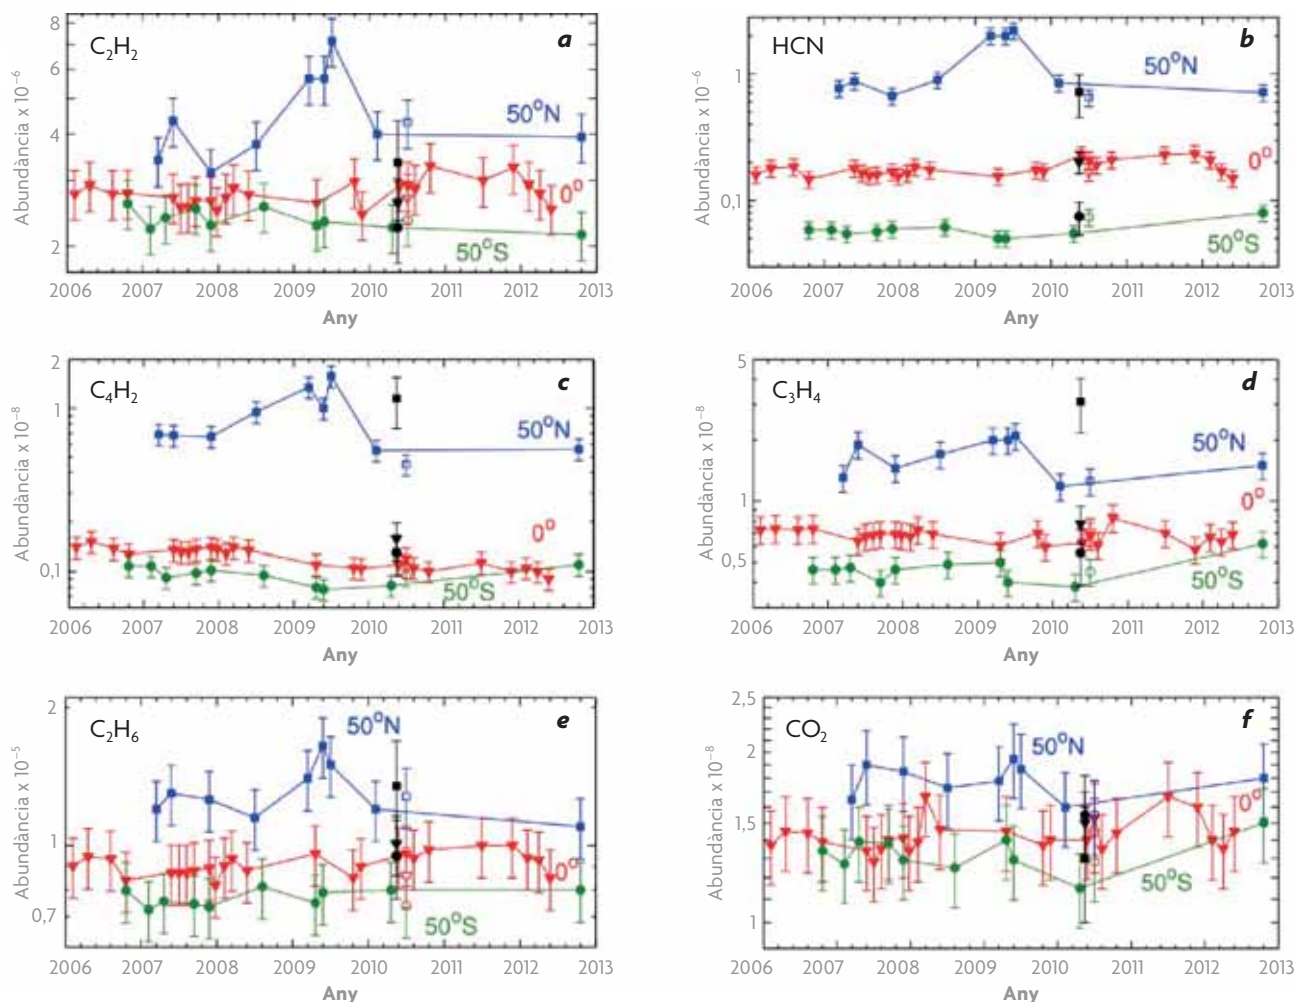 C₂H₂
a
Abundància x 10⁻⁶
8
4
2
50°N
0°
50°S
2006 2007 2008 2009 2010 2011 2012 2013
Any
HCN
b
Abundància x 10⁻⁶
1
0,1
50°N
0°
50°S
2006 2007 2008 2009 2010 2011 2012 2013
Any
C₄H₂
c
Abundància x 10⁻⁸
2
1
0,1
50°N
0°
50°S
2006 2007 2008 2009 2010 2011 2012 2013
Any
C₃H₄
d
Abundància x 10⁻⁸
5
1
0,5
50°N
0°
50°S
2006 2007 2008 2009 2010 2011 2012 2013
Any
C₂H₆
e
Abundància x 10⁻⁵
2
1
0,7
50°N
0°
50°S
2006 2007 2008 2009 2010 2011 2012 2013
Any
CO₂
f
Abundància x 10⁻⁸
2,5
2
1,5
1
50°N
0°
50°S
2006 2007 2008 2009 2010 2011 2012 2013
Any